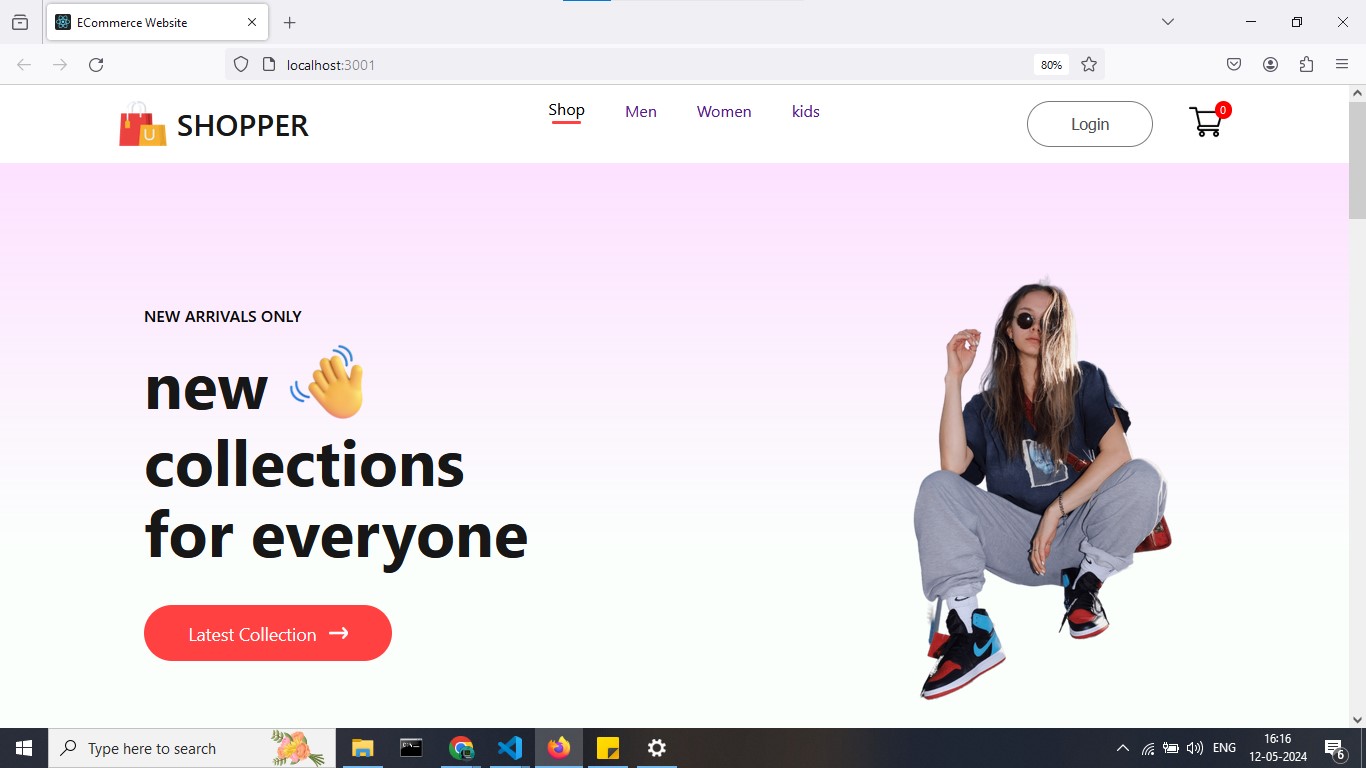 ECommerce Website
localhost:3001
80%
SHOPPER
Shop
Men
Women
kids
Login
0
NEW ARRIVALS ONLY
new
collections
for everyone
Latest Collection
Type here to search
ENG
16:16
12-05-2024
6